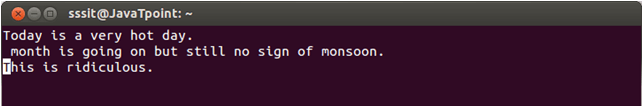 sssit@JavaTpoint: ~
Today is a very hot day.
 month is going on but still no sign of monsoon.
This is ridiculous.